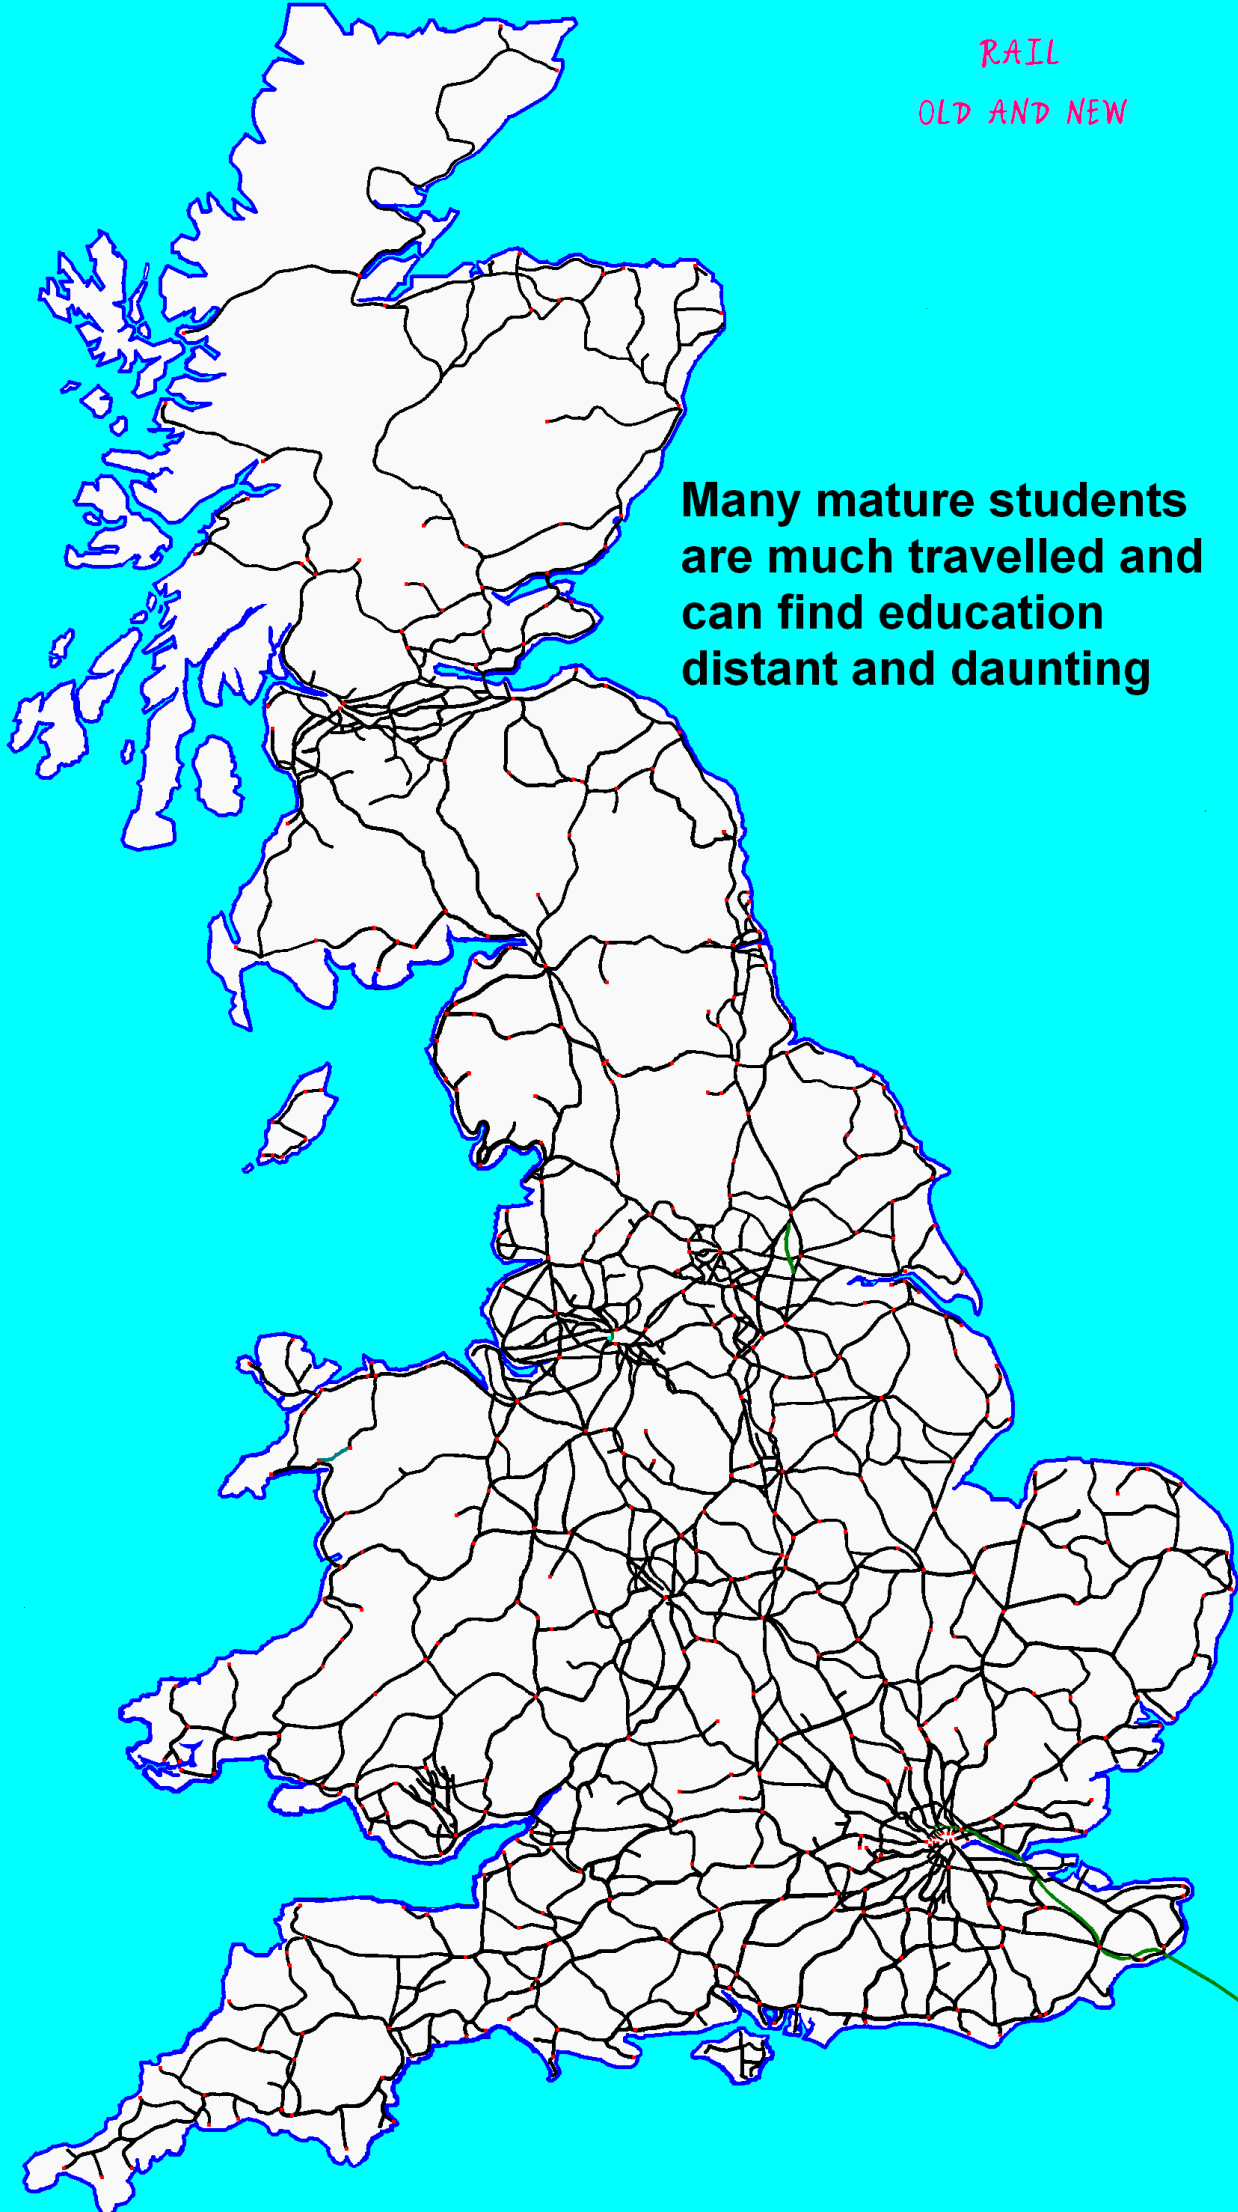 RAIL
OLD AND NEW
Many mature students
are much travelled and
can find education
distant and daunting